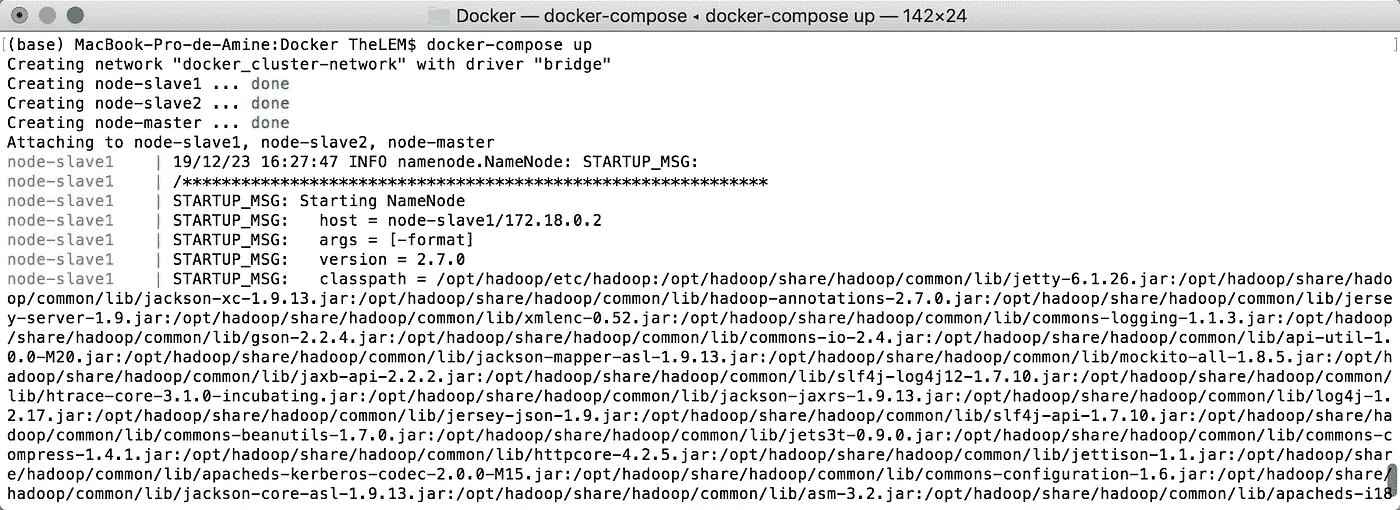 Docker — docker-compose ◂ docker-compose up — 142×24
[(base) MacBook-Pro-de-Amine:Docker TheLEM$ docker-compose up ]
Creating network "docker_cluster-network" with driver "bridge"
Creating node-slave1 ... done
Creating node-slave2 ... done
Creating node-master ... done
Attaching to node-slave1, node-slave2, node-master
node-slave1    | 19/12/23 16:27:47 INFO namenode.NameNode: STARTUP_MSG:
node-slave1    | /************************************************************
node-slave1    | STARTUP_MSG: Starting NameNode
node-slave1    | STARTUP_MSG:   host = node-slave1/172.18.0.2
node-slave1    | STARTUP_MSG:   args = [-format]
node-slave1    | STARTUP_MSG:   version = 2.7.0
node-slave1    | STARTUP_MSG:   classpath = /opt/hadoop/etc/hadoop:/opt/hadoop/share/hadoop/common/lib/jetty-6.1.26.jar:/opt/hadoop/share/hado
op/common/lib/jackson-xc-1.9.13.jar:/opt/hadoop/share/hadoop/common/lib/hadoop-annotations-2.7.0.jar:/opt/hadoop/share/hadoop/common/lib/jerse
y-server-1.9.jar:/opt/hadoop/share/hadoop/common/lib/xmlenc-0.52.jar:/opt/hadoop/share/hadoop/common/lib/commons-logging-1.1.3.jar:/opt/hadoop
/share/hadoop/common/lib/gson-2.2.4.jar:/opt/hadoop/share/hadoop/common/lib/commons-io-2.4.jar:/opt/hadoop/share/hadoop/common/lib/api-util-1.
0.0-M20.jar:/opt/hadoop/share/hadoop/common/lib/jackson-mapper-asl-1.9.13.jar:/opt/hadoop/share/hadoop/common/lib/mockito-all-1.8.5.jar:/opt/h
adoop/share/hadoop/common/lib/jaxb-api-2.2.2.jar:/opt/hadoop/share/hadoop/common/lib/slf4j-log4j12-1.7.10.jar:/opt/hadoop/share/hadoop/common/
lib/htrace-core-3.1.0-incubating.jar:/opt/hadoop/share/hadoop/common/lib/jackson-jaxrs-1.9.13.jar:/opt/hadoop/share/hadoop/common/lib/log4j-1.
2.17.jar:/opt/hadoop/share/hadoop/common/lib/jersey-json-1.9.jar:/opt/hadoop/share/hadoop/common/lib/slf4j-api-1.7.10.jar:/opt/hadoop/share/ha
doop/common/lib/commons-beanutils-1.7.0.jar:/opt/hadoop/share/hadoop/common/lib/jets3t-0.9.0.jar:/opt/hadoop/share/hadoop/common/lib/commons-c
ompress-1.4.1.jar:/opt/hadoop/share/hadoop/common/lib/httpcore-4.2.5.jar:/opt/hadoop/share/hadoop/common/lib/jettison-1.1.jar:/opt/hadoop/shar
e/hadoop/common/lib/apacheds-kerberos-codec-2.0.0-M15.jar:/opt/hadoop/share/hadoop/common/lib/commons-configuration-1.6.jar:/opt/hadoop/share/
hadoop/common/lib/jackson-core-asl-1.9.13.jar:/opt/hadoop/share/hadoop/common/lib/asm-3.2.jar:/opt/hadoop/share/hadoop/common/lib/apacheds-i18